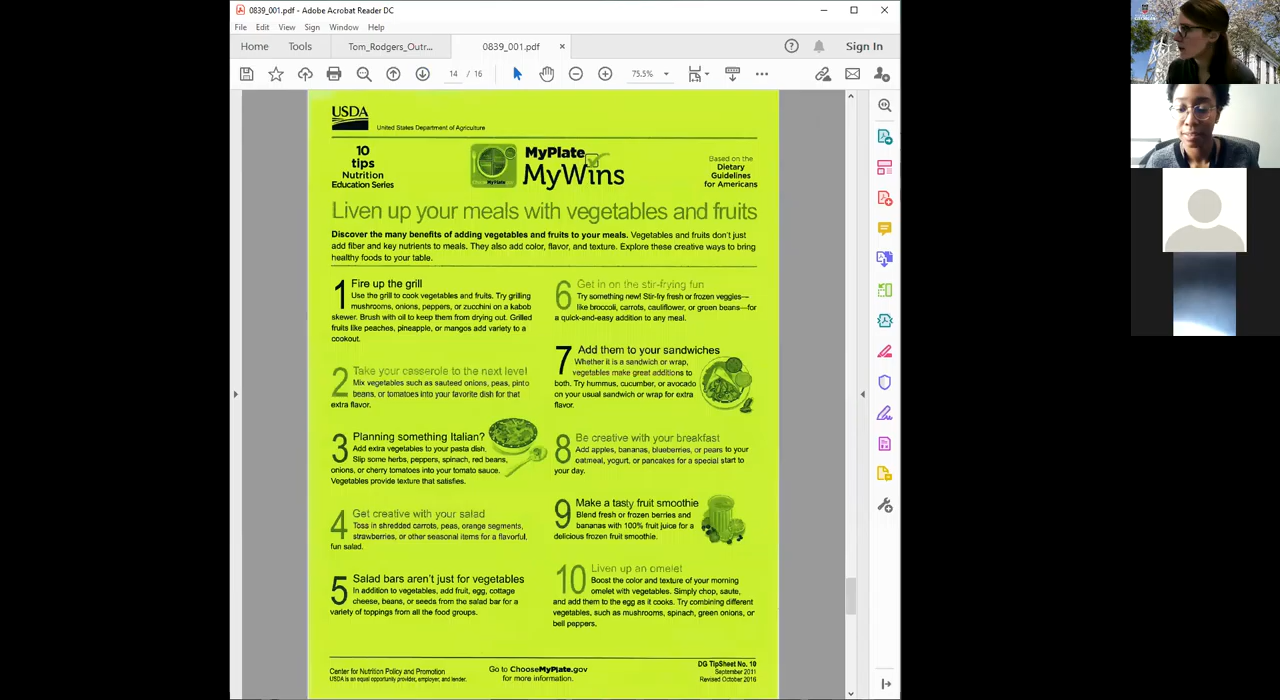 0839_001.pdf - Adobe Acrobat Reader DC
File Edit View Sign Window Help
Home Tools Tom_Rodgers_Outr... 0839_001.pdf × Sign In
14 / 16 75.5%
USDA
United States Department of Agriculture
10
tips
Nutrition
Education Series
MyPlate
MyWins
Based on the
Dietary
Guidelines
for Americans
Liven up your meals with vegetables and fruits
Discover the many benefits of adding vegetables and fruits to your meals. Vegetables and fruits don't just
add fiber and key nutrients to meals. They also add color, flavor, and texture. Explore these creative ways to bring
healthy foods to your table.
1 Fire up the grill
Use the grill to cook vegetables and fruits. Try grilling
mushrooms, onions, peppers, or zucchini on a kabob
skewer. Brush with oil to keep them from drying out. Grilled
fruits like peaches, pineapple, or mangos add variety to a
cookout.
2 Take your casserole to the next level
Mix vegetables such as sauteed onions, peas, pinto
beans, or tomatoes into your favorite dish for that
extra flavor.
3 Planning something Italian?
Add extra vegetables to your pasta dish.
Slip some herbs, peppers, spinach, red beans,
onions, or cherry tomatoes into your tomato sauce.
Vegetables provide texture that satisfies.
4 Get creative with your salad
Toss in shredded carrots, peas, orange segments,
strawberries, or other seasonal items for a flavorful,
fun salad.
5 Salad bars aren't just for vegetables
In addition to vegetables, add fruit, egg, cottage
cheese, beans, or seeds from the salad bar for a
variety of toppings from all the food groups.
6 Get in on the stir-frying fun
Try something new! Stir-fry fresh or frozen veggies—
like broccoli, carrots, cauliflower, or green beans—for
a quick-and-easy addition to any meal.
7 Add them to your sandwiches
Whether it is a sandwich or wrap,
vegetables make great additions to
both. Try hummus, cucumber, or avocado
on your usual sandwich or wrap for extra
flavor.
8 Be creative with your breakfast
Add apples, bananas, blueberries, or pears to your
oatmeal, yogurt, or pancakes for a special start to
your day.
9 Make a tasty fruit smoothie
Blend fresh or frozen berries and
bananas with 100% fruit juice for a
delicious frozen fruit smoothie.
10 Liven up an omelet
Boost the color and texture of your morning
omelet with vegetables. Simply chop, saute,
and add them to the egg as it cooks. Try combining different
vegetables, such as mushrooms, spinach, green onions, or
bell peppers.
Center for Nutrition Policy and Promotion
USDA is an equal opportunity provider, employer, and lender.
Go to ChooseMyPlate.gov
for more information.
DG TipSheet No. 10
September 2011
Revised October 2016